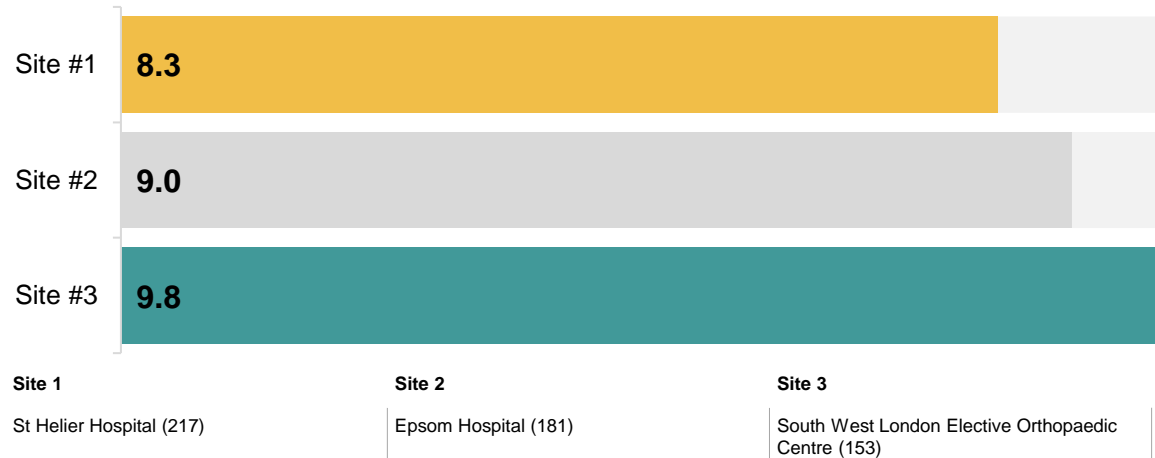 Site #1
8.3
Site #2
9.0
Site #3
9.8
Site 1
Site 2
Site 3
St Helier Hospital (217)
Epsom Hospital (181)
South West London Elective Orthopaedic
Centre (153)